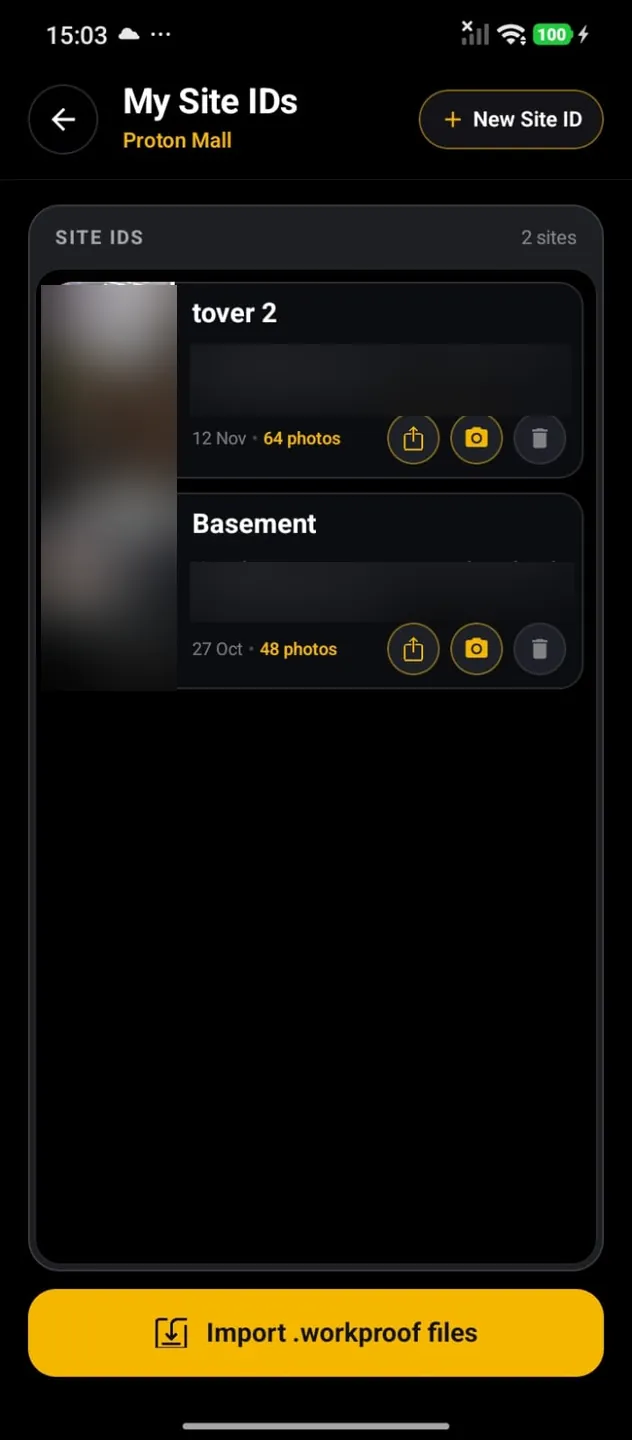 15:03
100
My Site IDs
Proton Mall
+ New Site ID
SITE IDS
2 sites
tover 2
12 Nov • 64 photos
Basement
27 Oct • 48 photos
Import .workproof files